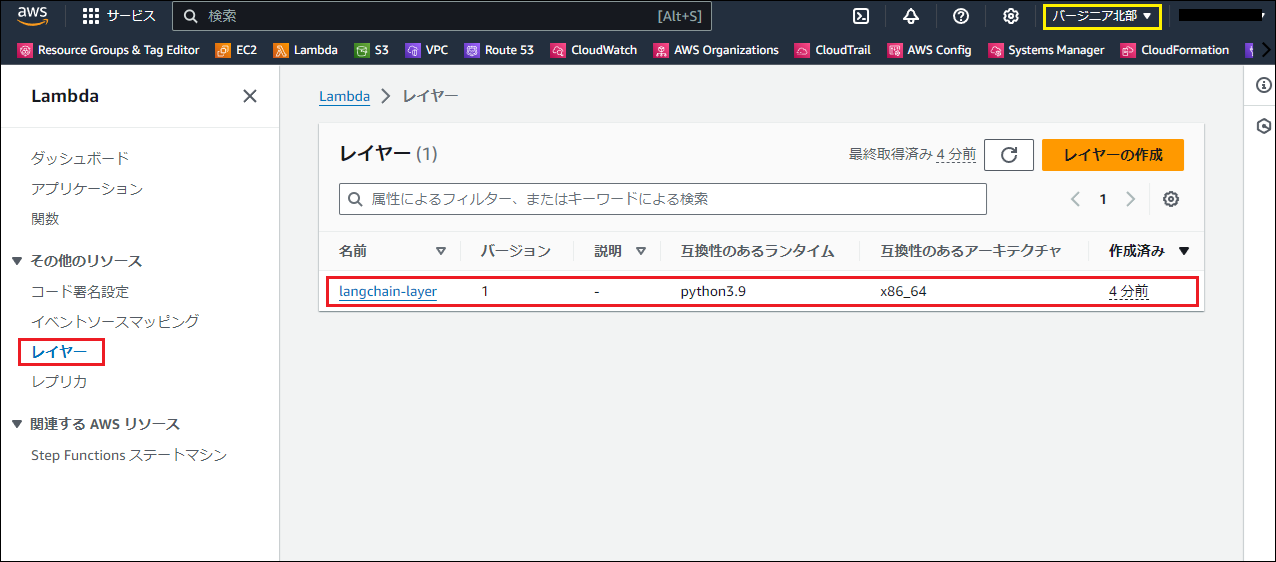 aws サービス 検索 [Alt+S] バージニア北部
Resource Groups & Tag Editor EC2 Lambda S3 VPC Route 53 CloudWatch AWS Organizations CloudTrail AWS Config Systems Manager CloudFormation
Lambda
ダッシュボード
アプリケーション
関数
その他のリソース
コード署名設定
イベントソースマッピング
レイヤー
レプリカ
関連する AWS リソース
Step Functions ステートマシン
Lambda レイヤー
レイヤー (1) 最終取得済み 4 分前 レイヤーの作成
属性によるフィルター、またはキーワードによる検索 1
名前 バージョン 説明 互換性のあるランタイム 互換性のあるアーキテクチャ 作成済み
langchain-layer 1 - python3.9 x86_64 4 分前